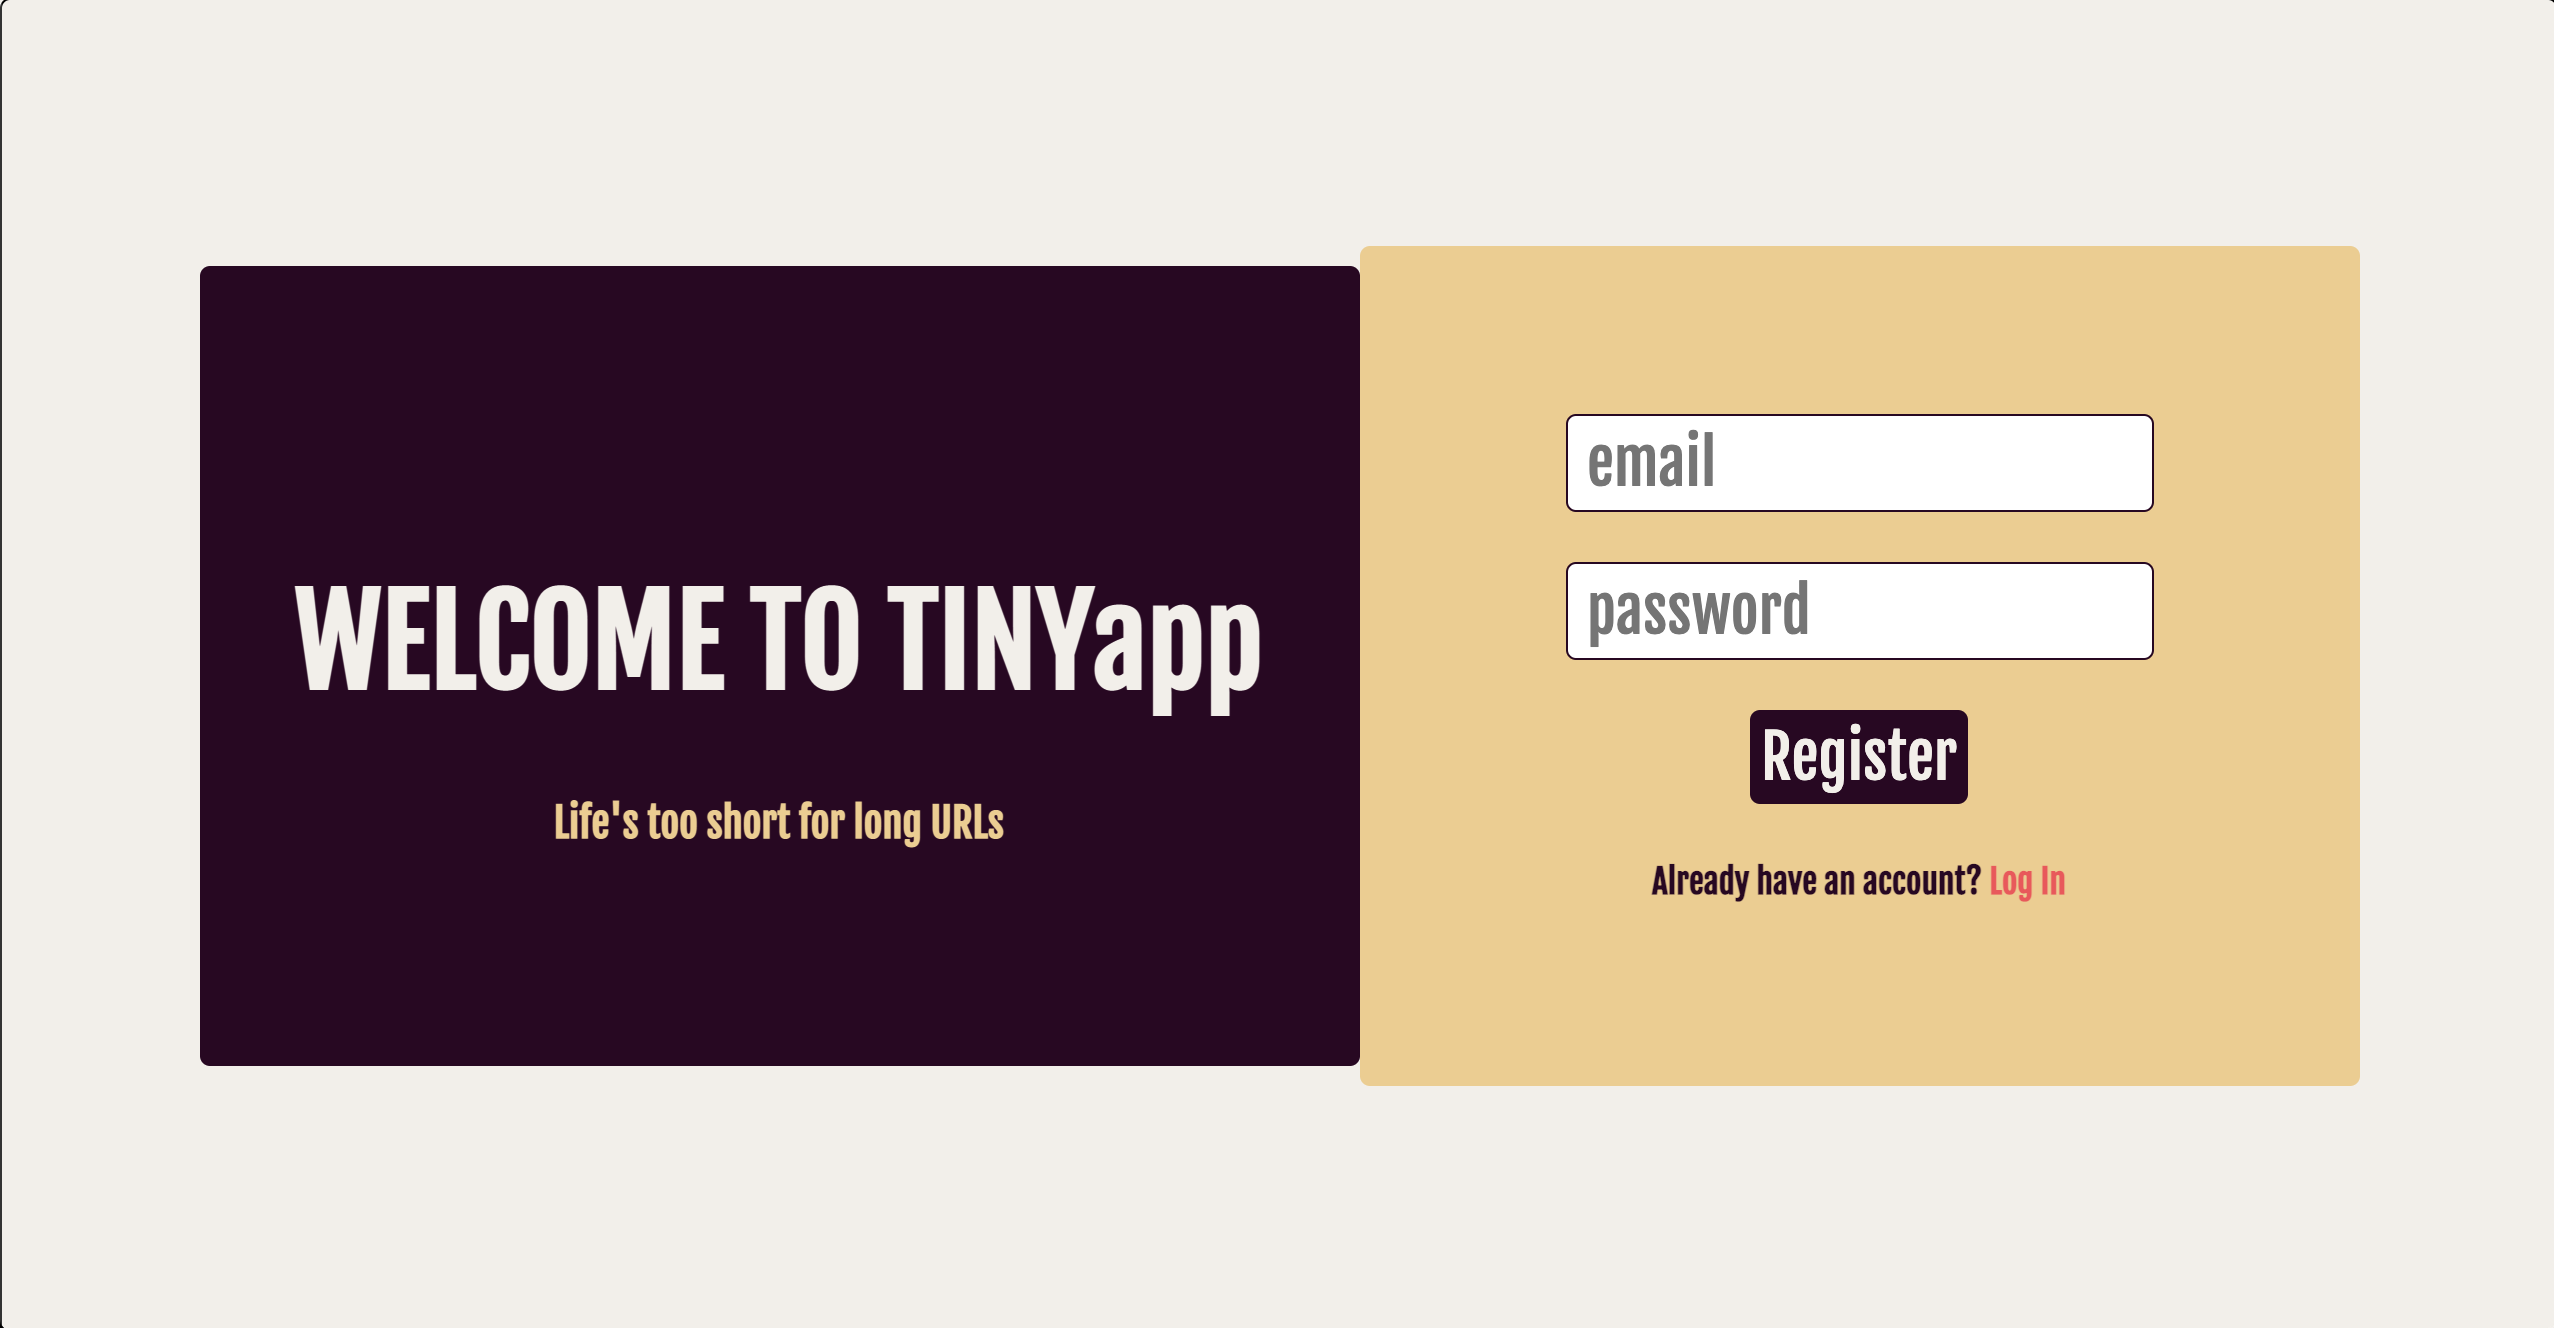 WELCOME TO TINYapp
Life's too short for long URLs
email
password
Register
Already have an account? Log In